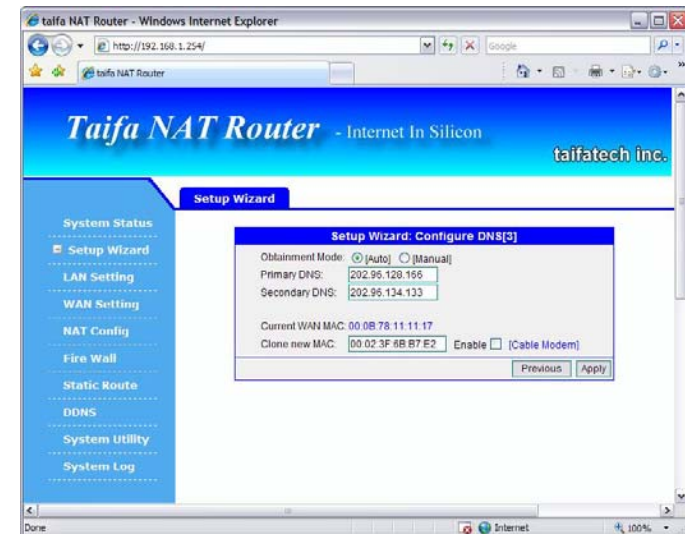 taifa NAT Router - Windows Internet Explorer
http://192.168.1.254/
Google
taifa NAT Router
Taifa NAT Router - Internet In Silicon
taifatech inc.
Setup Wizard
System Status
Setup Wizard
LAN Setting
WAN Setting
NAT Config
Fire Wall
Static Route
DDNS
System Utility
System Log
Setup Wizard: Configure DNS[3]
Obtainment Mode: [Auto] [Manual]
Primary DNS: 202.96.128.166
Secondary DNS: 202.96.134.133
Current WAN MAC: 00:0B:78:11:11:17
Clone new MAC: 00:02:3F:6B:B7:E2 Enable [Cable Modem]
Previous Apply
Done Internet 100%